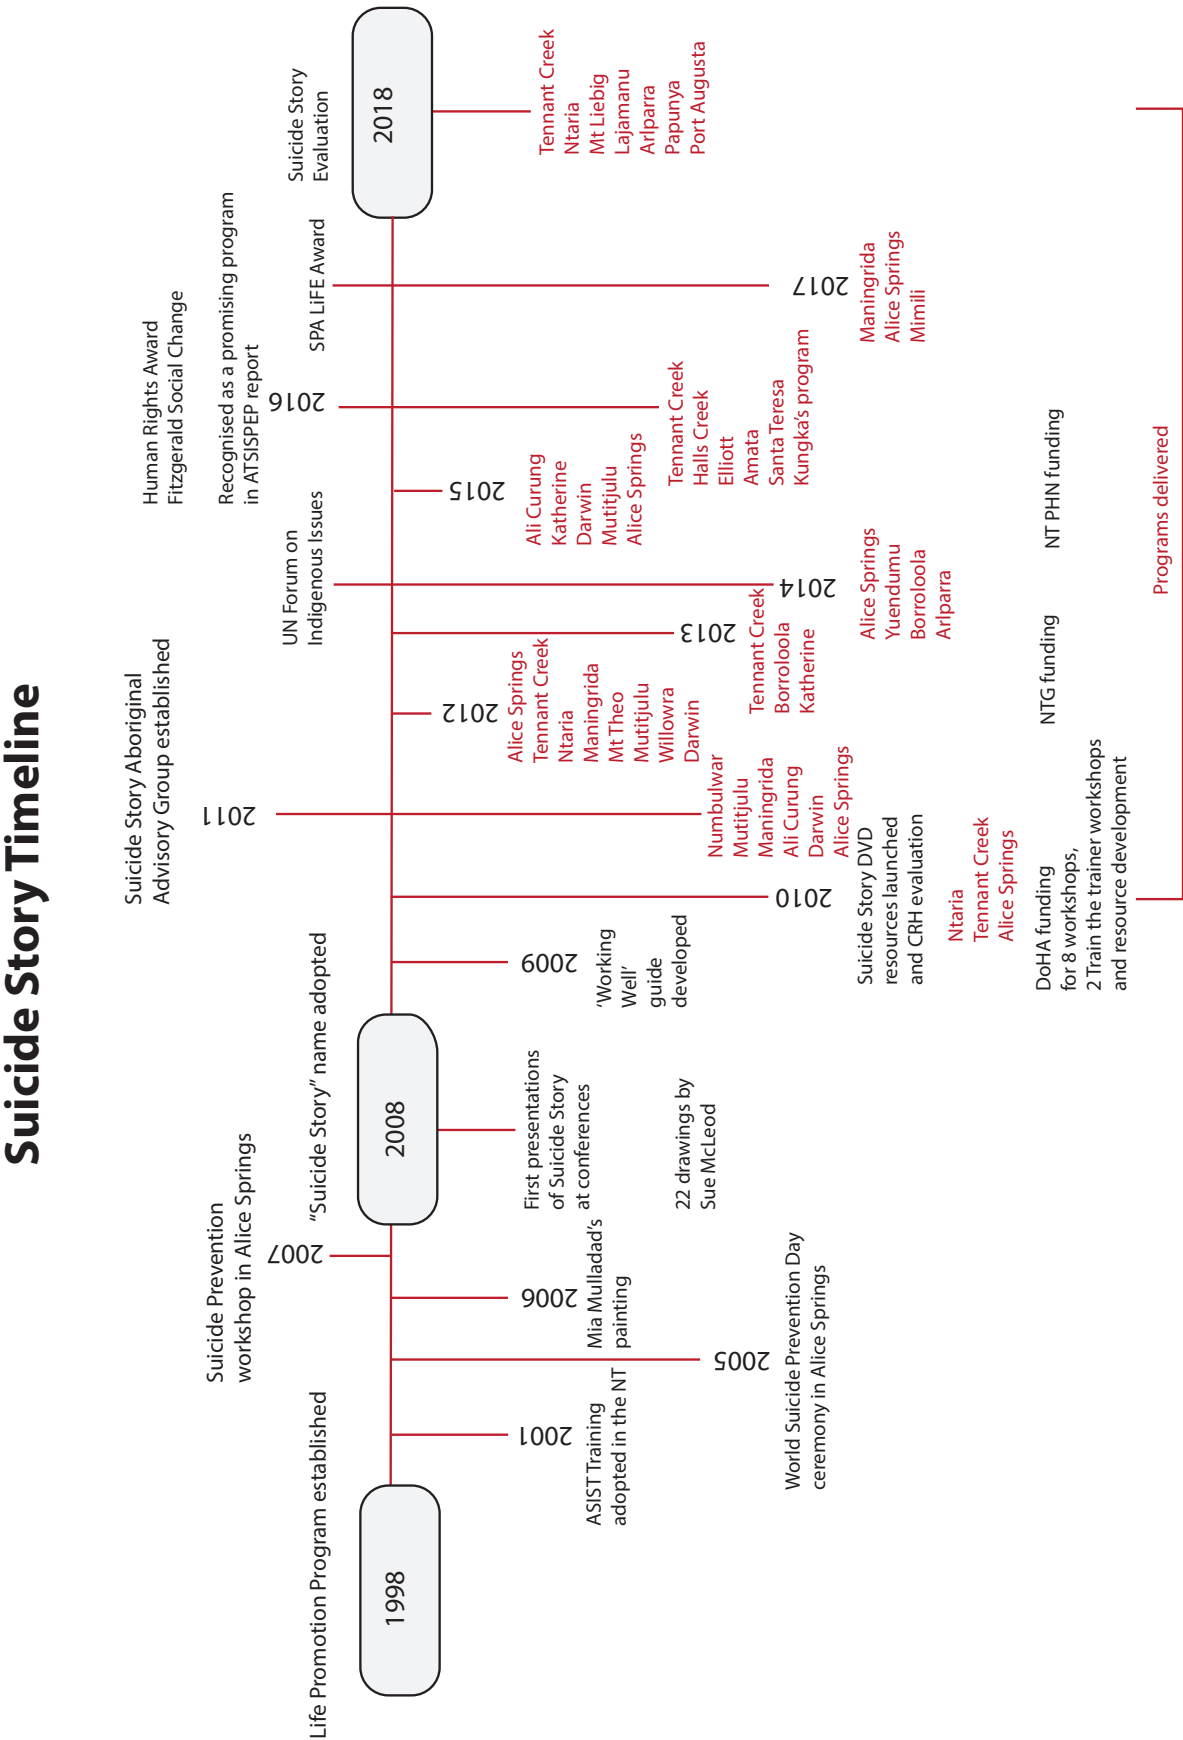 Suicide Story Timeline
1998
Life Promotion Program established
2001
ASIST Training
adopted in the NT
2005
World Suicide Prevention Day
ceremony in Alice Springs
2006
Mia Mulladad’s
painting
2007
Suicide Prevention
workshop in Alice Springs
2008
“Suicide Story” name adopted
First presentations
of Suicide Story
at conferences
22 drawings by
Sue McLeod
2009
‘Working
Well’
guide
developed
2010
Suicide Story DVD
resources launched
and CRH evaluation
Ntaria
Tennant Creek
Alice Springs
DoHA funding
for 8 workshops,
2 Train the trainer workshops
and resource development
2011
Suicide Story Aboriginal
Advisory Group established
Numbulwar
Mutitjulu
Maningrida
Ali Curung
Darwin
Alice Springs
2012
Alice Springs
Tennant Creek
Ntaria
Maningrida
Mt Theo
Mutitjulu
Willowra
Darwin
2013
Tennant Creek
Borroloola
Katherine
NTG funding
UN Forum on
Indigenous Issues
2014
Alice Springs
Yuendumu
Borroloola
Arlparra
2015
Ali Curung
Katherine
Darwin
Mutitjulu
Alice Springs
NT PHN funding
Human Rights Award
Fitzgerald Social Change
Recognised as a promising program
in ATSISPEP report
2016
Tennant Creek
Halls Creek
Elliott
Amata
Santa Teresa
Kungka’s program
SPA LiFE Award
2017
Maningrida
Alice Springs
Mimili
Suicide Story
Evaluation
2018
Tennant Creek
Ntaria
Mt Liebig
Lajamanu
Arlparra
Papunya
Port Augusta
Programs delivered